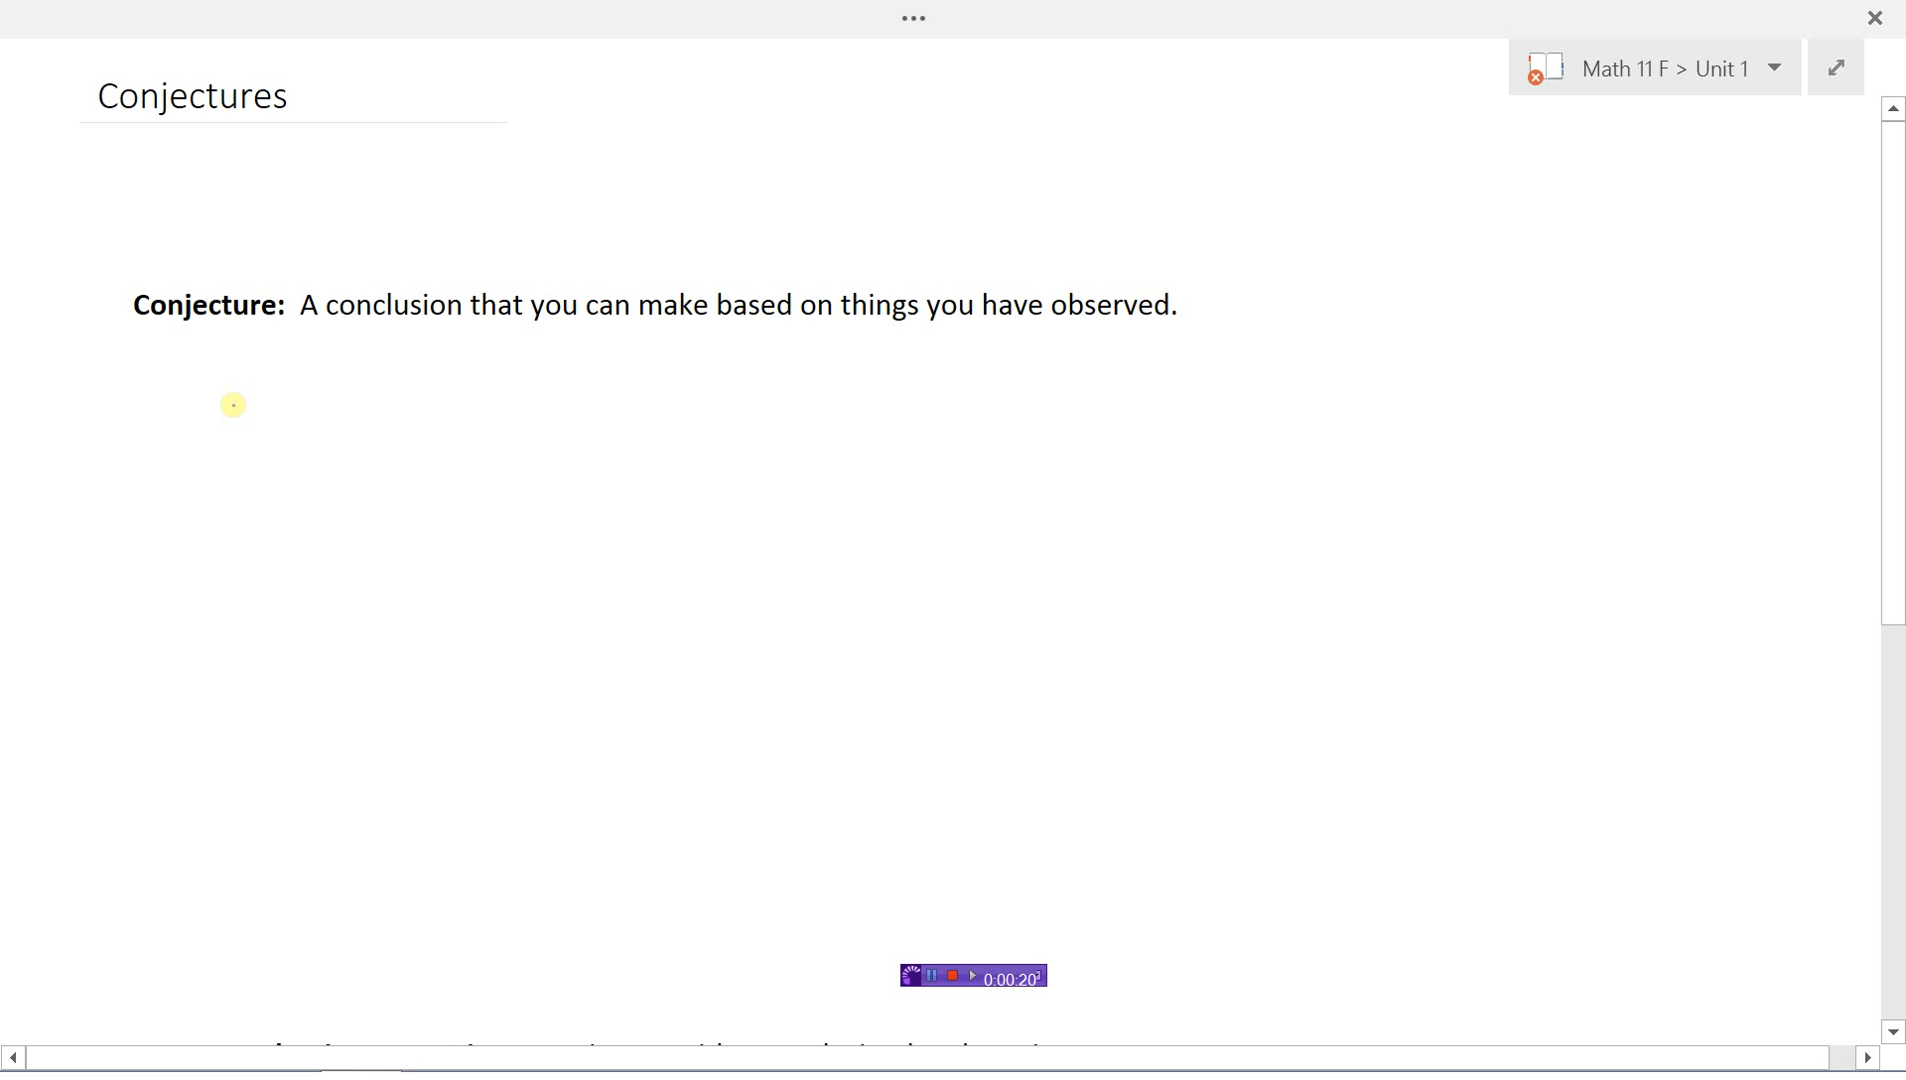 Conjectures
Math 11 F > Unit 1
Conjecture: A conclusion that you can make based on things you have observed.
0:00:20